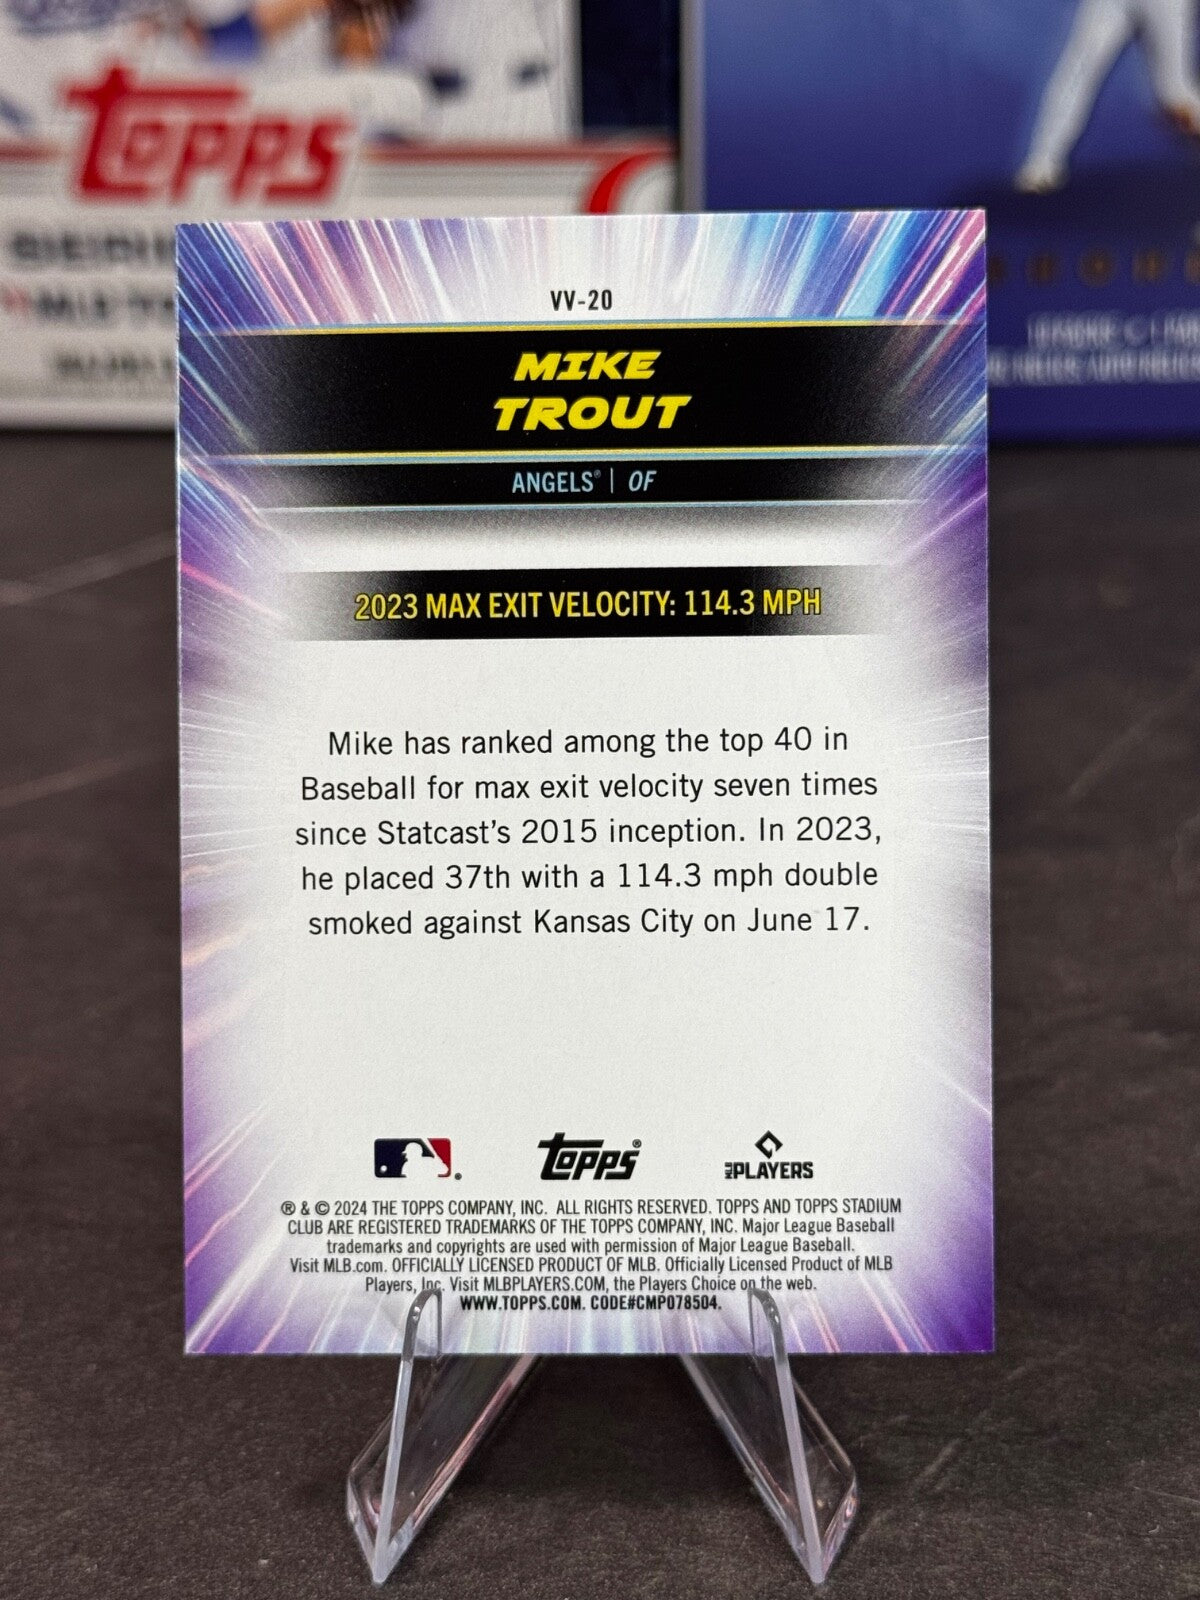 Topps
VV-20
MIKE
TROUT
ANGELS® | OF
2023 MAX EXIT VELOCITY: 114.3 MPH
Mike has ranked among the top 40 in
Baseball for max exit velocity seven times
since Statcast's 2015 inception. In 2023,
he placed 37th with a 114.3 mph double
smoked against Kansas City on June 17.
Topps®
MLB PLAYERS
® & © 2024 THE TOPPS COMPANY, INC. ALL RIGHTS RESERVED. TOPPS AND TOPPS STADIUM
CLUB ARE REGISTERED TRADEMARKS OF THE TOPPS COMPANY, INC. Major League Baseball
trademarks and copyrights are used with permission of Major League Baseball.
Visit MLB.com. OFFICIALLY LICENSED PRODUCT OF MLB. Officially Licensed Product of MLB
Players, Inc. Visit MLBPLAYERS.COM, the Players Choice on the web.
WWW.TOPPS.COM. CODE#CMP078504.